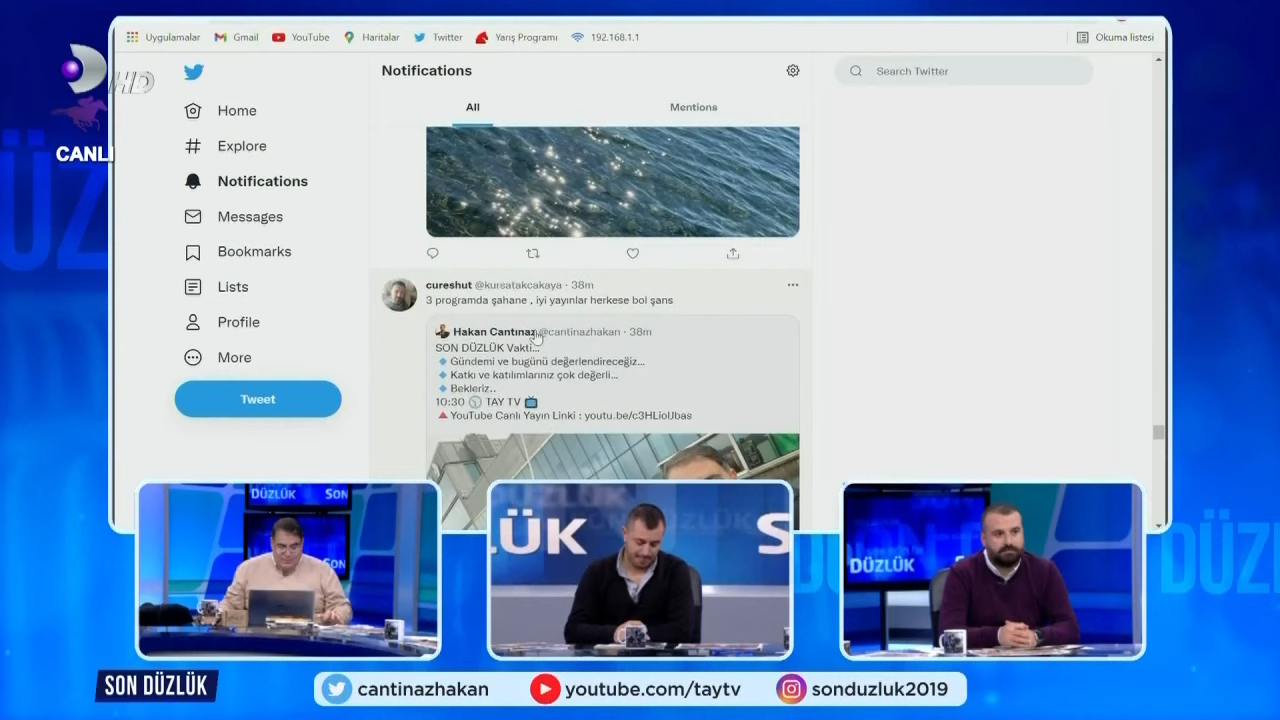 Uygulamalar Gmail YouTube Haritalar Twitter Yarış Programı 192.168.1.1 Okuma listesi
HD
CANLI
Notifications
Search Twitter
All Mentions
Home
Explore
Notifications
Messages
Bookmarks
Lists
Profile
More
Tweet
cureshut @kursatakcakaya · 38m
3 programda şahane , iyi yayınlar herkese bol şans
Hakan Cantınaz @cantinazhakan · 38m
SON DÜZLÜK Vakti...
Gündemi ve bugünü değerlendireceğiz...
Katkı ve katılımlarınız çok değerli...
Bekleriz..
10:30 TAY TV
YouTube Canlı Yayın Linki : youtu.be/c3HLiolJbas
DÜZLÜK SON
SON
LÜK S
DÜZLÜK
DÜZ
SON DÜZLÜK
cantinazhakan youtube.com/taytv sonduzluk2019